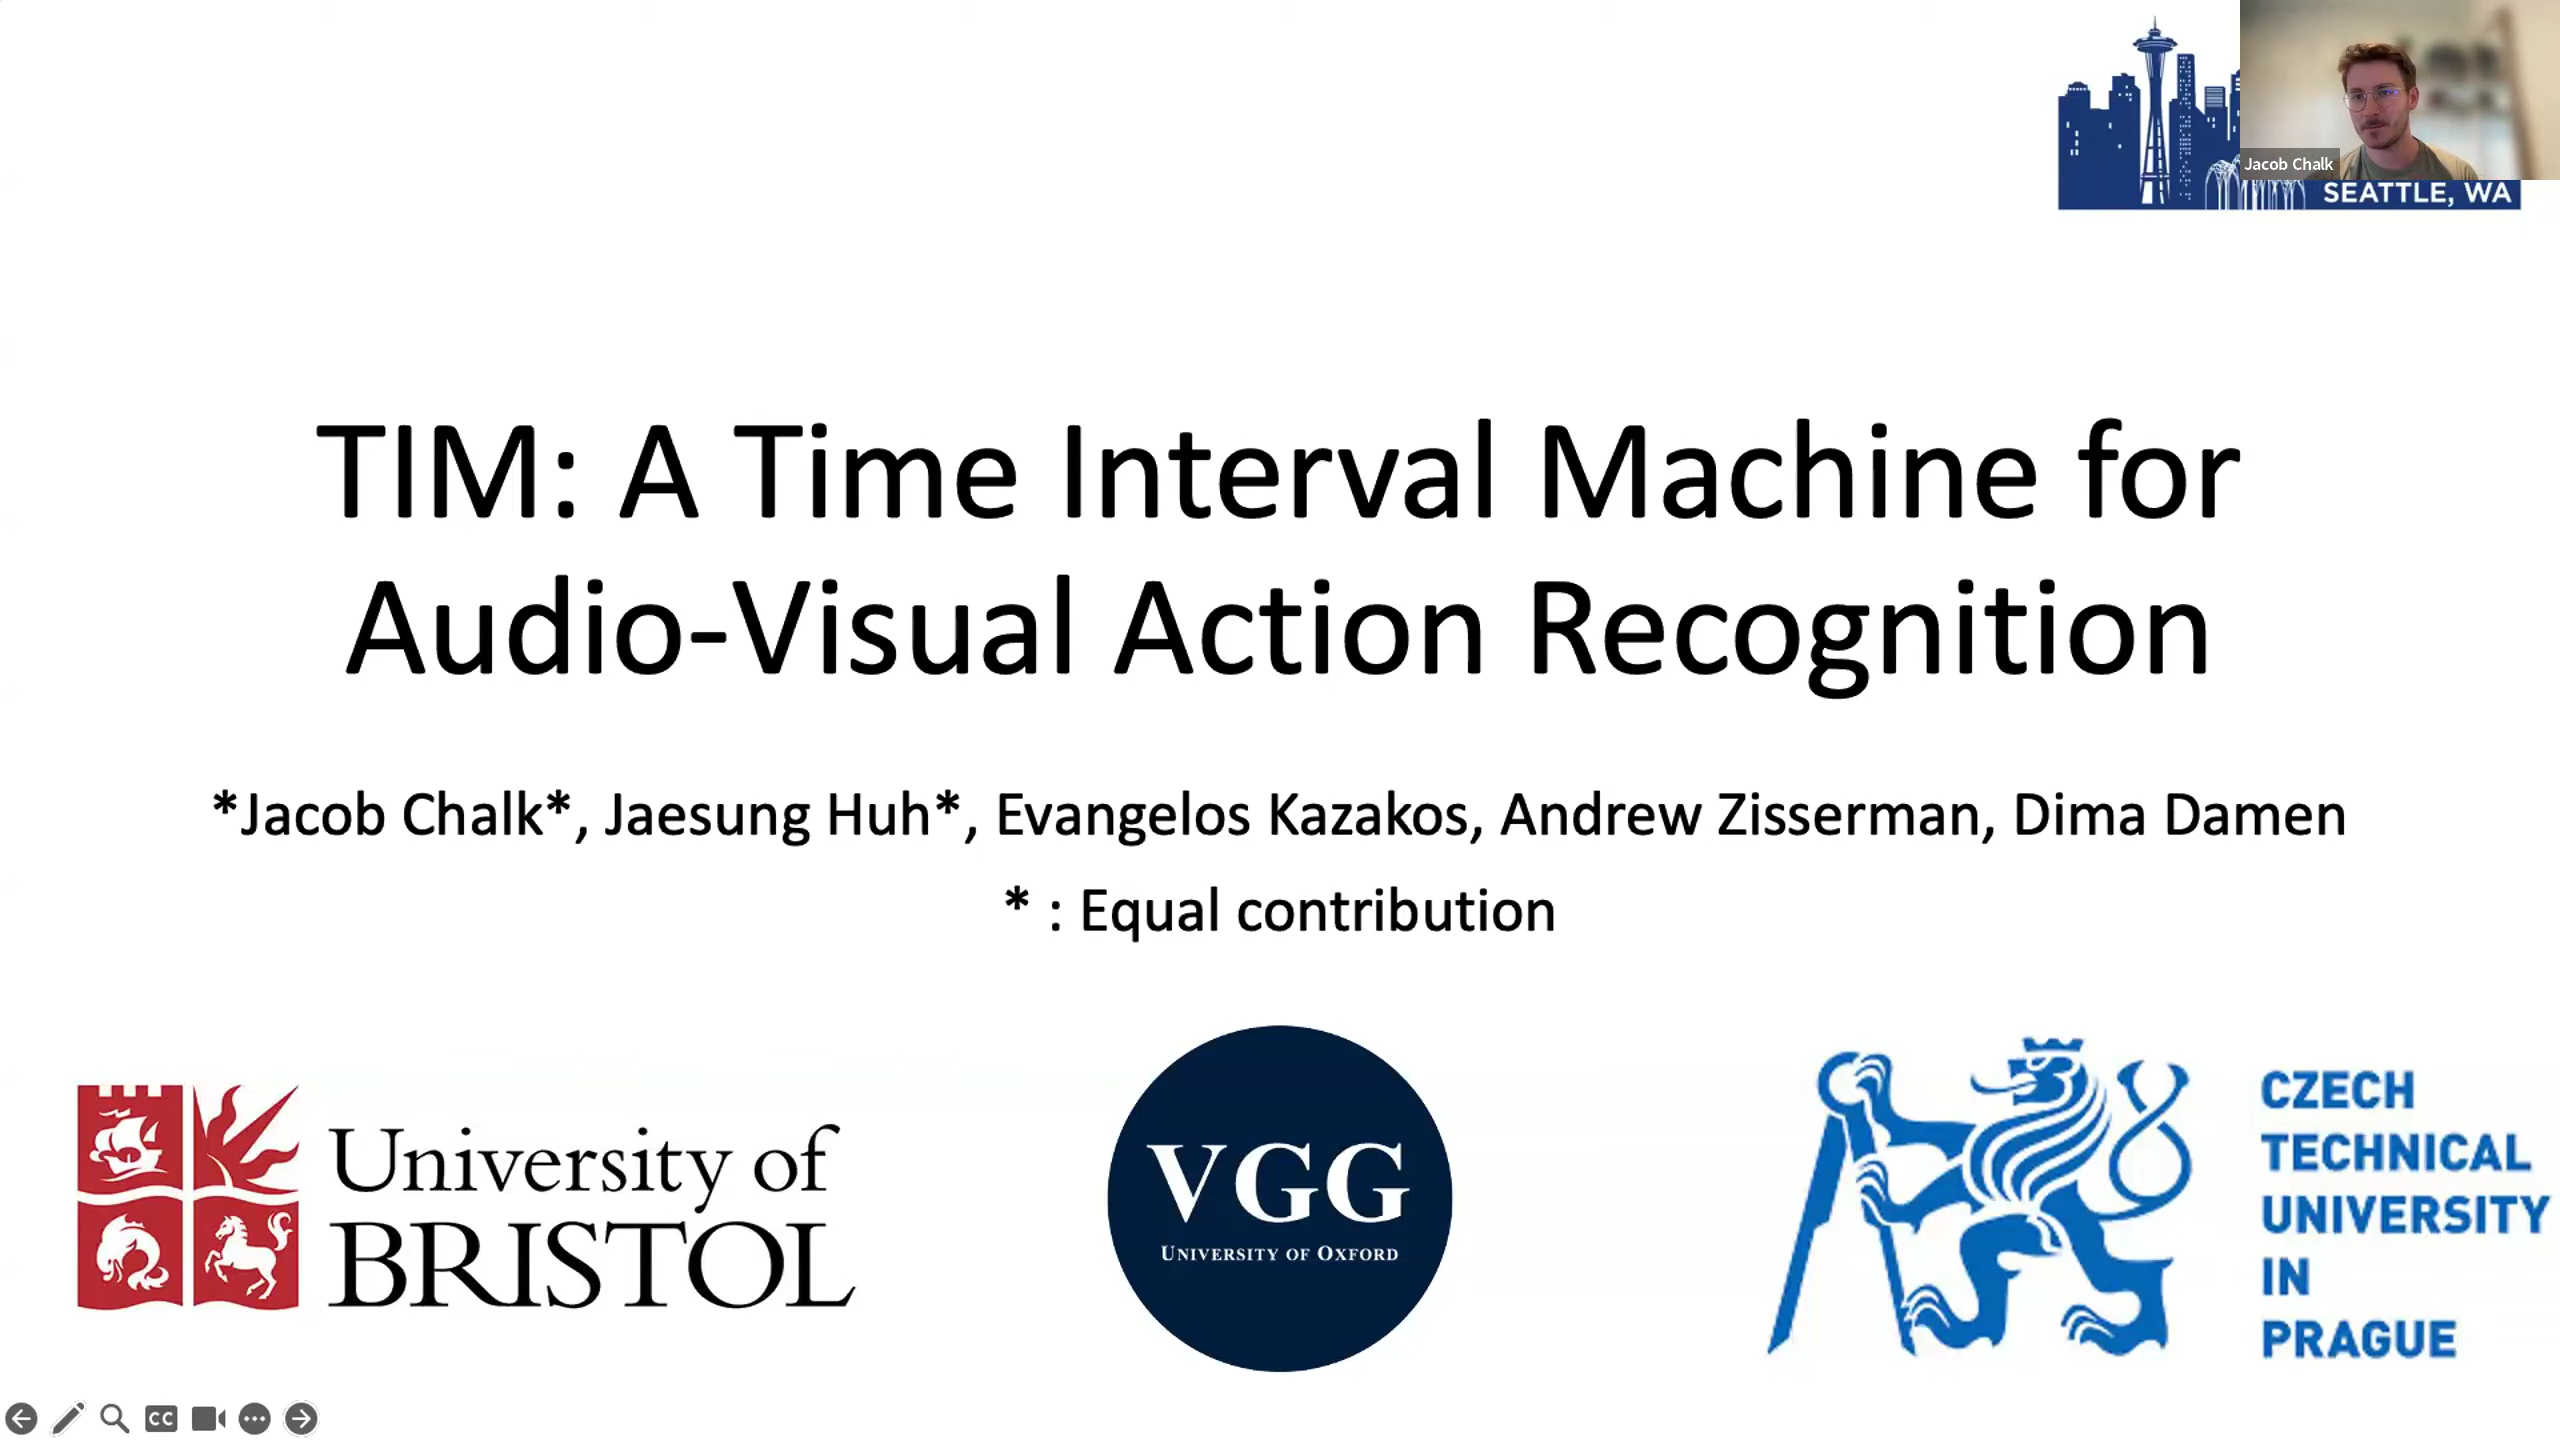 Jacob Chalk
SEATTLE, WA
TIM: A Time Interval Machine for
Audio-Visual Action Recognition
*Jacob Chalk*, Jaesung Huh*, Evangelos Kazakos, Andrew Zisserman, Dima Damen
* : Equal contribution
University of
BRISTOL
VGG
UNIVERSITY OF OXFORD
CZECH
TECHNICAL
UNIVERSITY
IN
PRAGUE
CC